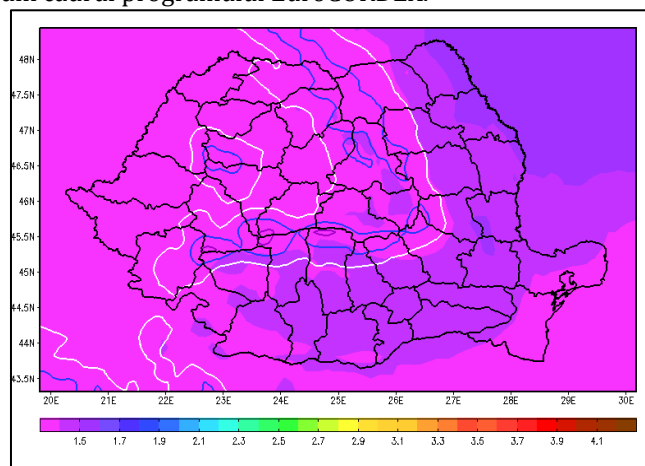 cadrul programului EuroCORDEX.
48N
47.5N
47N
46.5N
46N
45.5N
45N
44.5N
44N
43.5N
20E 21E 22E 23E 24E 25E 26E 27E 28E 29E 30E
1.5 1.7 1.9 2.1 2.3 2.5 2.7 2.9 3.1 3.3 3.5 3.7 3.9 4.1